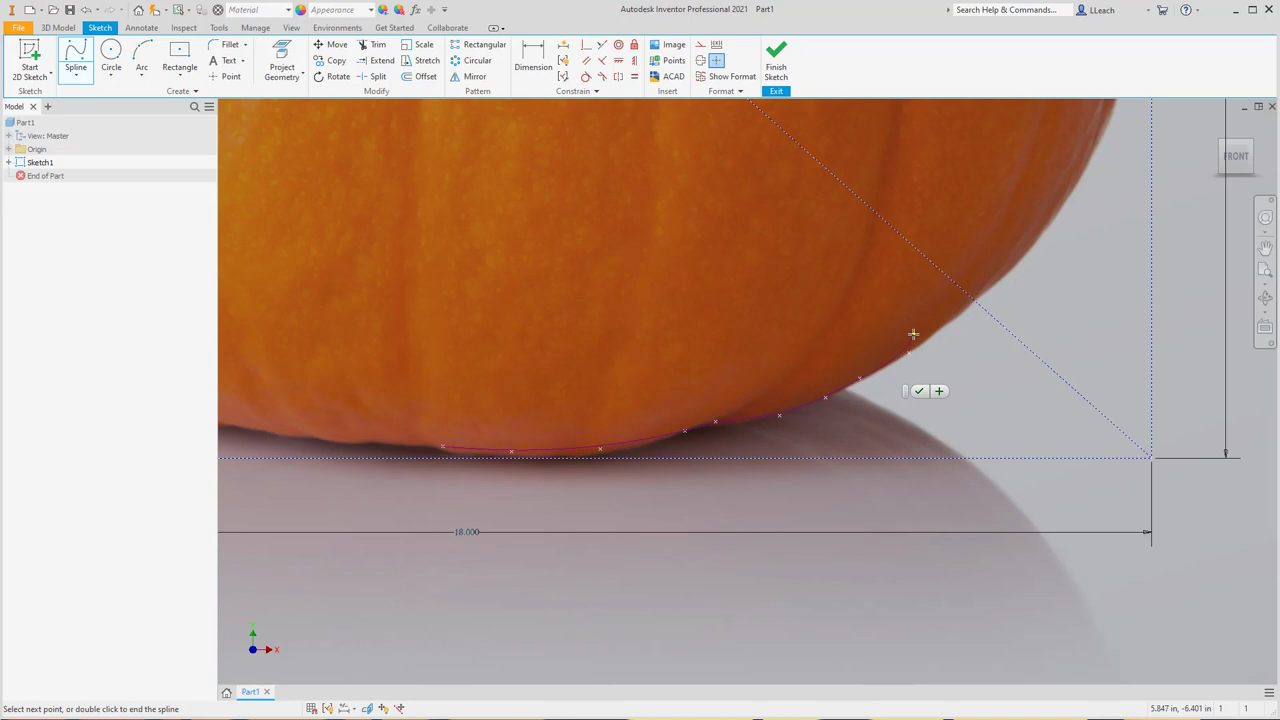 Material
Appearance
Autodesk Inventor Professional 2021 Part1
Search Help & Commands...
LLeach
File
3D Model
Sketch
Annotate
Inspect
Tools
Manage
View
Environments
Get Started
Collaborate
Start
2D Sketch
Spline
Circle
Arc
Rectangle
Fillet
Text
Point
Project
Geometry
Move
Copy
Rotate
Trim
Extend
Split
Scale
Stretch
Offset
Rectangular
Circular
Mirror
Dimension
Image
Points
ACAD
Show Format
Finish
Sketch
Sketch
Create
Modify
Pattern
Constrain
Insert
Format
Exit
Model
Part1
View: Master
Origin
Sketch1
End of Part
FRONT
18.000
Y
X
Part1
Select next point, or double click to end the spline
5.847 in, -6.401 in
1
1